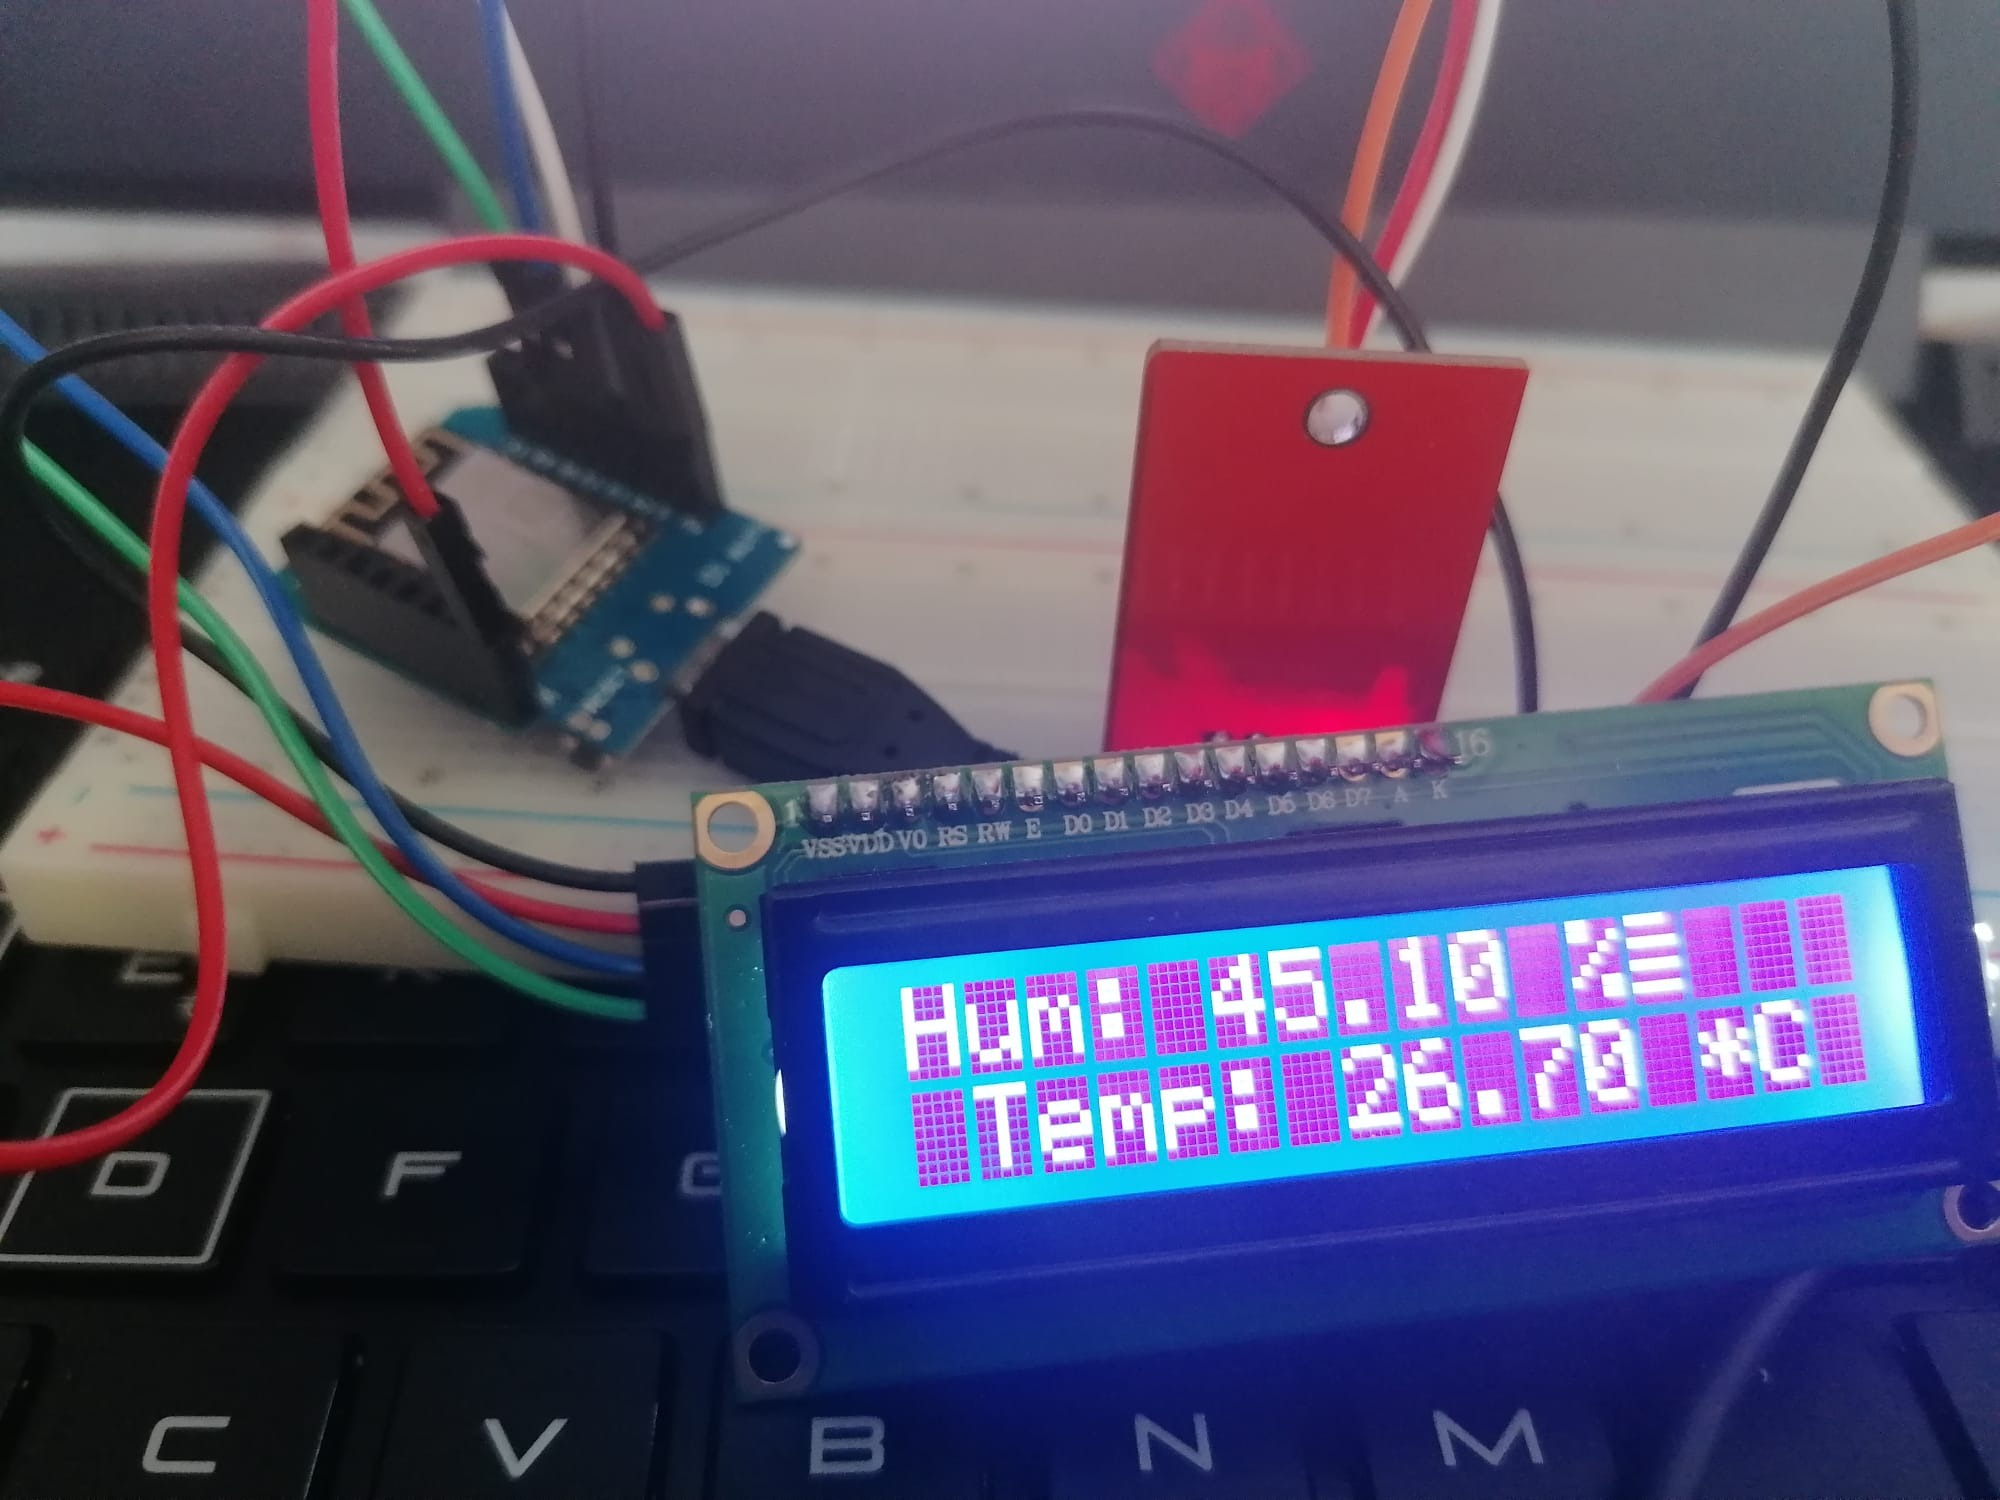 1 16
VSS VDD V0 RS RW E D0 D1 D2 D3 D4 D5 D6 D7 A K
Hum: 45.10 %
Temp: 26.70 *C
D F G
C V B N M